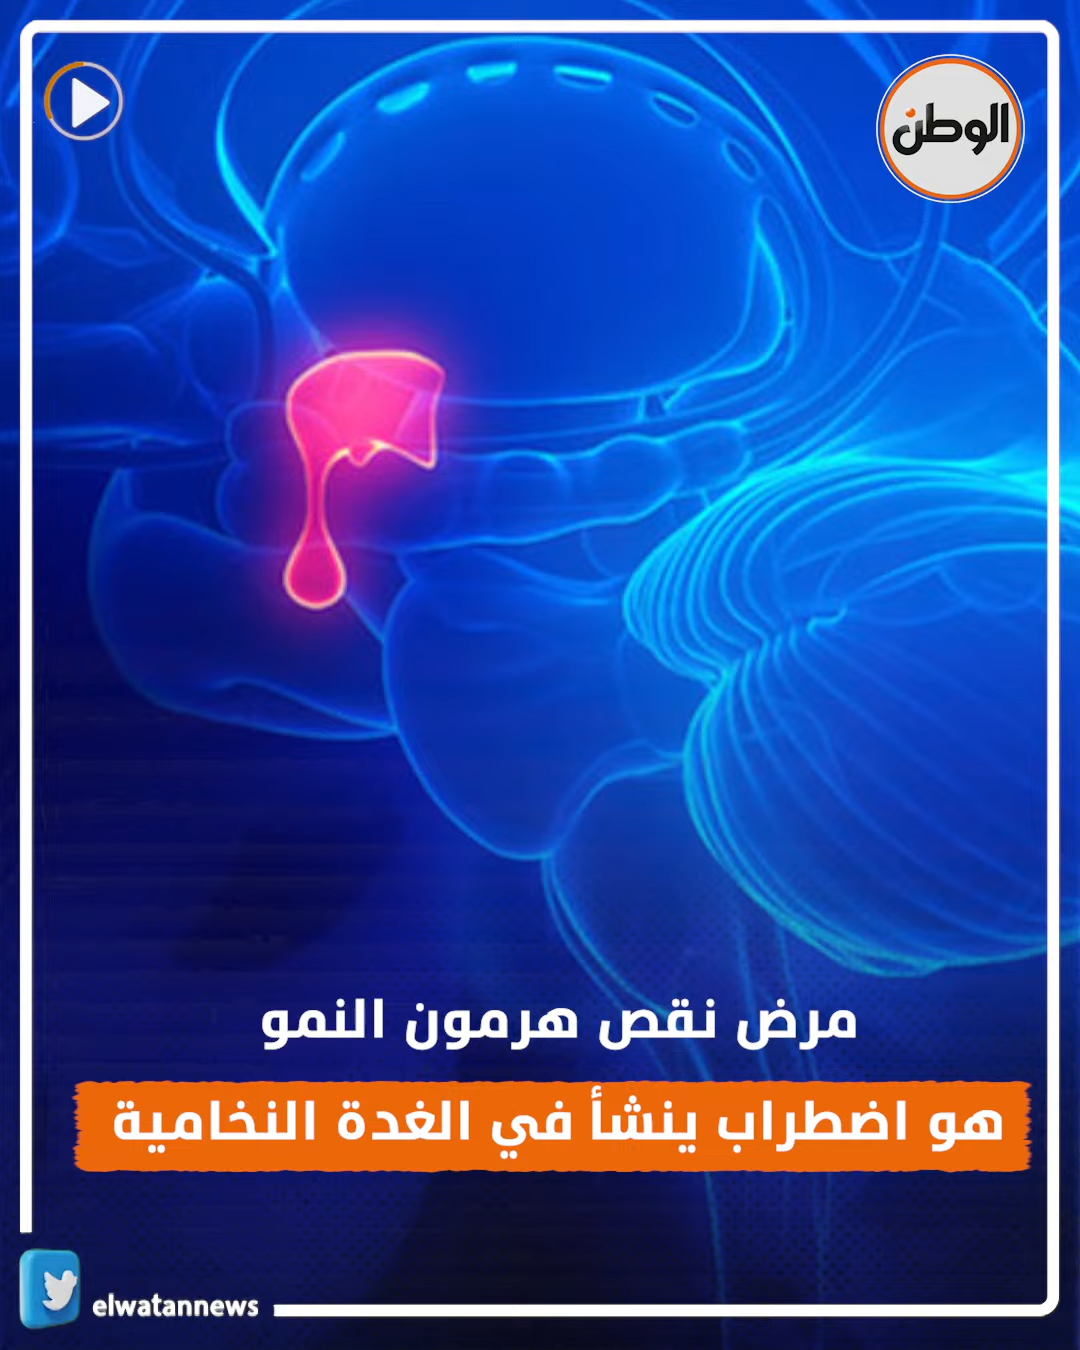 الوطن
مرض نقص هرمون النمو
هو اضطراب ينشأ في الغدة النخامية
elwatannews